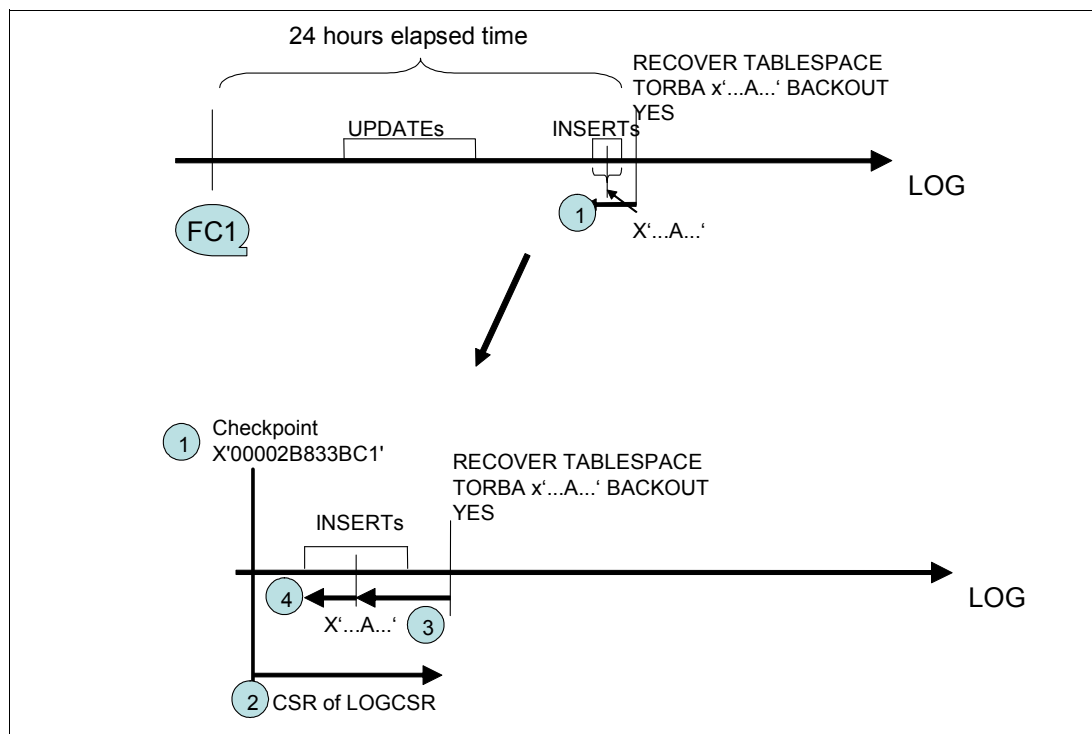 24 hours elapsed time
RECOVER TABLESPACE
TORBA x‘...A...‘ BACKOUT
YES
UPDATEs
INSERTs
LOG
1
X‘...A...‘
FC1
1
Checkpoint
X'00002B833BC1'
RECOVER TABLESPACE
TORBA x‘...A...‘ BACKOUT
YES
INSERTs
4
LOG
X‘...A...‘
3
2
CSR of LOGCSR